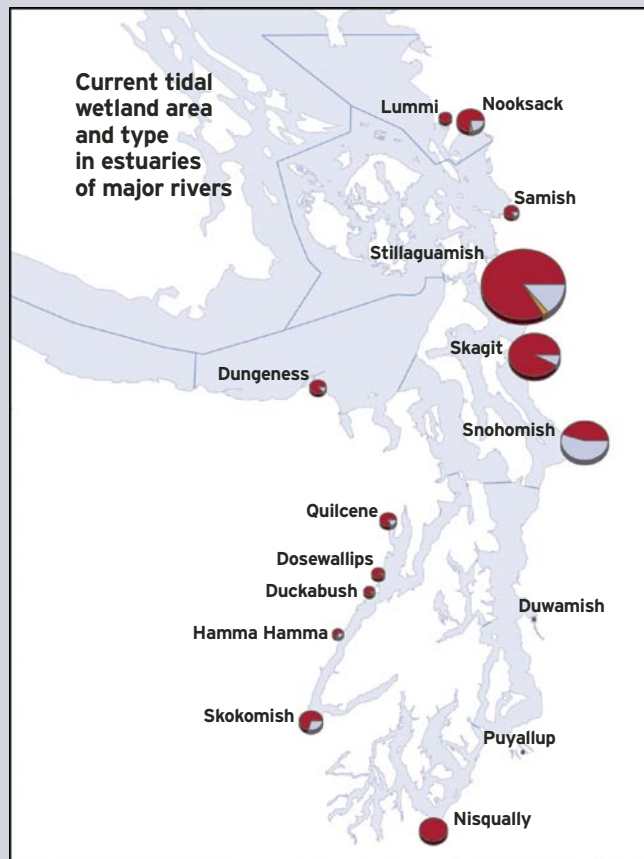 Current tidal
wetland area
and type
in estuaries
of major rivers
Lummi
Nooksack
Samish
Stillaguamish
Skagit
Dungeness
Snohomish
Quilcene
Dosewallips
Duckabush
Duwamish
Hamma Hamma
Skokomish
Puyallup
Nisqually